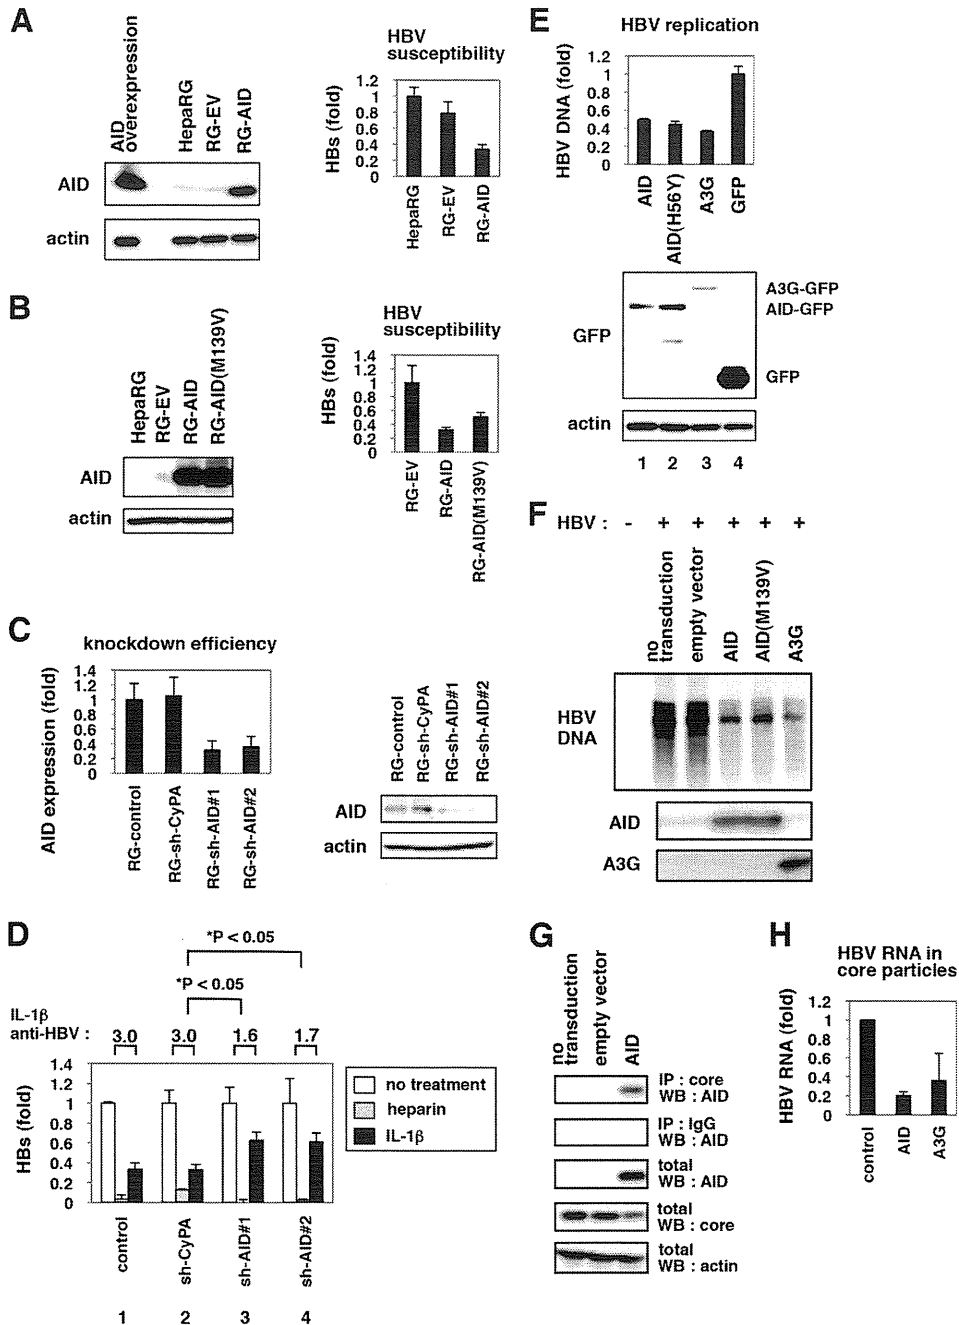 A
AID
overexpression
HepaRG
RG-EV
RG-AID
AID
actin
HBV
susceptibility
HBs (fold)
1.2
1
0.8
0.6
0.4
0.2
0
HepaRG
RG-EV
RG-AID
B
HepaRG
RG-EV
RG-AID
RG-AID(M139V)
AID
actin
HBV
susceptibility
HBs (fold)
1.4
1.2
1
0.8
0.6
0.4
0.2
0
RG-EV
RG-AID
RG-AID(M139V)
C
knockdown efficiency
AID expression (fold)
1.4
1.2
1
0.8
0.6
0.4
0.2
0
RG-control
RG-sh-CyPA
RG-sh-AID#1
RG-sh-AID#2
RG-control
RG-sh-CyPA
RG-sh-AID#1
RG-sh-AID#2
AID
actin
D
*P < 0.05
*P < 0.05
IL-1β
anti-HBV :
3.0
3.0
1.6
1.7
HBs (fold)
1.4
1.2
1
0.8
0.6
0.4
0.2
0
no treatment
heparin
IL-1β
control
sh-CyPA
sh-AID#1
sh-AID#2
1
2
3
4
E
HBV replication
HBV DNA (fold)
1.2
1
0.8
0.6
0.4
0.2
0
AID
AID(H56Y)
A3G
GFP
GFP
A3G-GFP
AID-GFP
GFP
actin
1
2
3
4
F
HBV :
- + + + + +
no
transduction
empty vector
AID
AID(M139V)
A3G
HBV
DNA
AID
A3G
G
no
transduction
empty vector
AID
IP : core
WB : AID
IP : IgG
WB : AID
total
WB : AID
total
WB : core
total
WB : actin
H
HBV RNA in
core particles
HBV RNA (fold)
1.2
1
0.8
0.6
0.4
0.2
0
control
AID
A3G